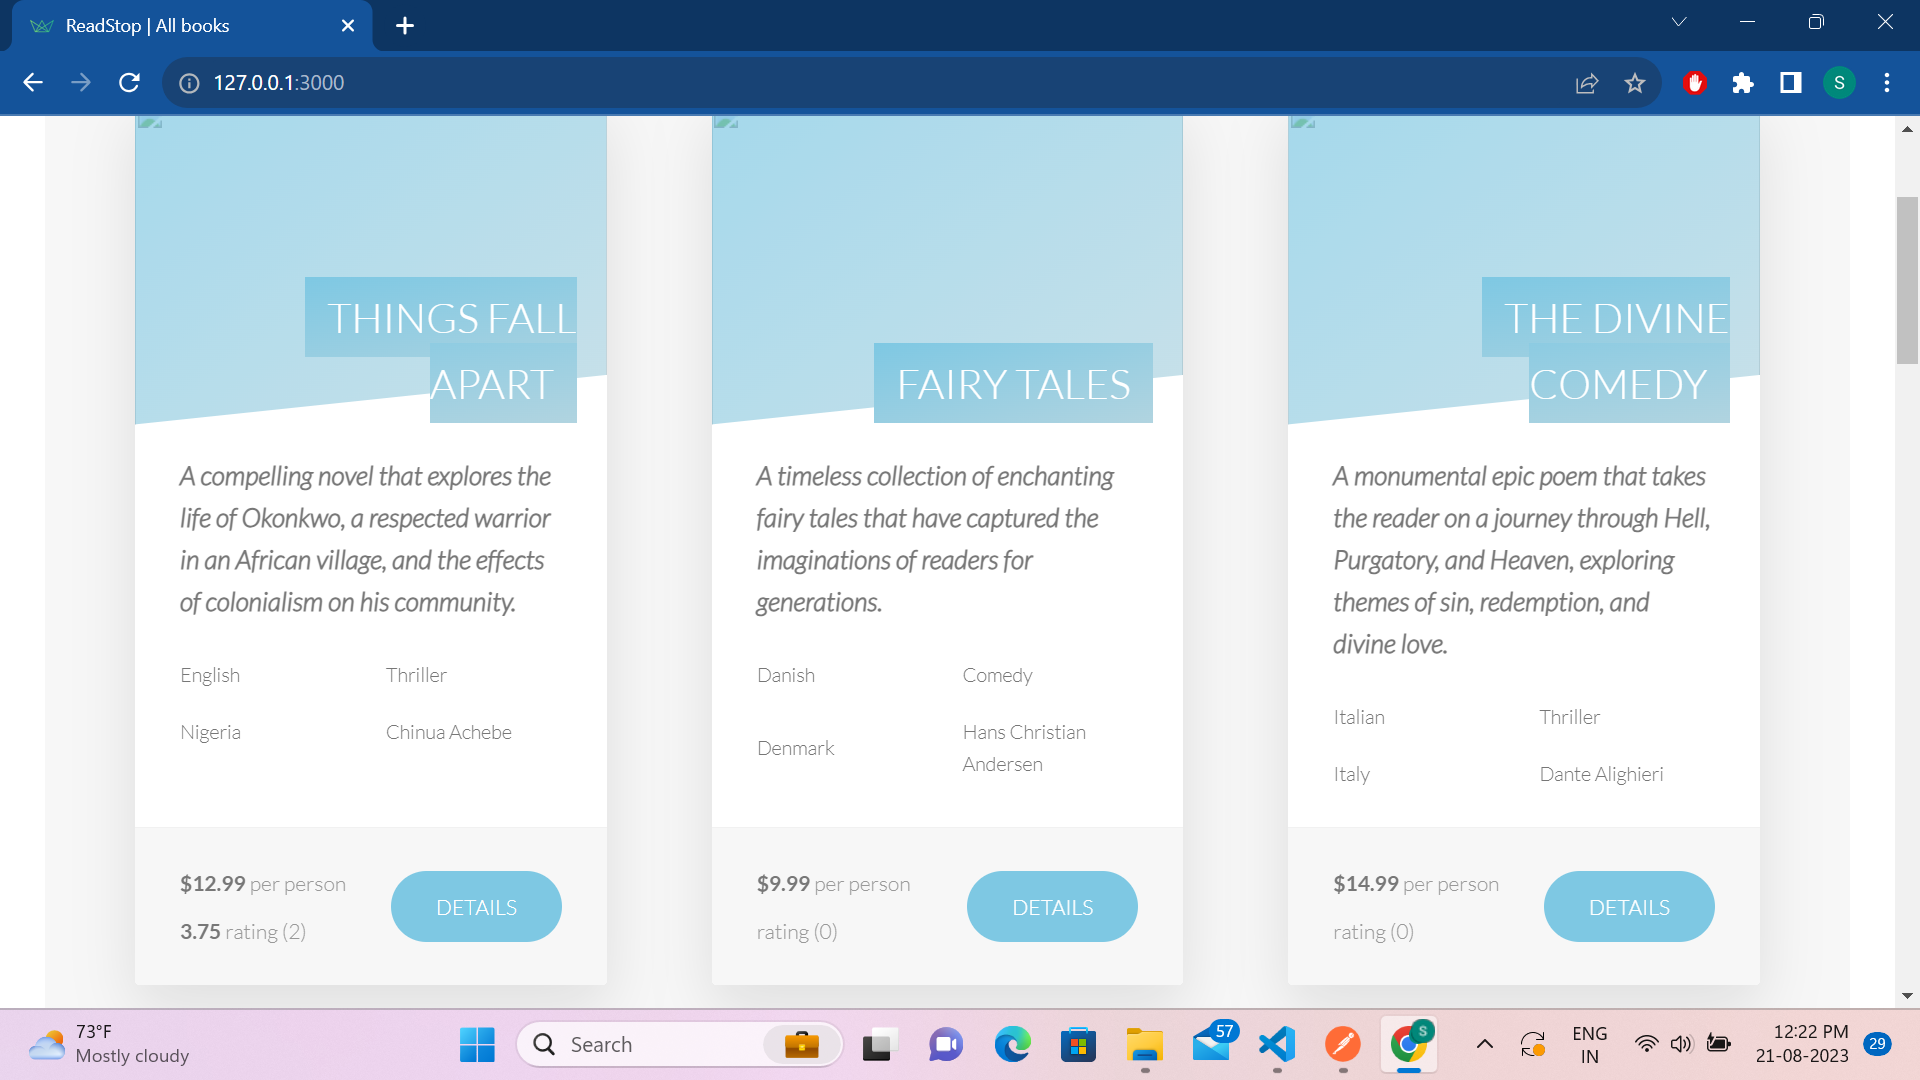 ReadStop | All books
127.0.0.1:3000
S
THINGS FALL
APART
A compelling novel that explores the
life of Okonkwo, a respected warrior
in an African village, and the effects
of colonialism on his community.
English Thriller
Nigeria Chinua Achebe
$12.99 per person
3.75 rating (2)
DETAILS
FAIRY TALES
A timeless collection of enchanting
fairy tales that have captured the
imaginations of readers for
generations.
Danish Comedy
Denmark Hans Christian
Andersen
$9.99 per person
rating (0)
DETAILS
THE DIVINE
COMEDY
A monumental epic poem that takes
the reader on a journey through Hell,
Purgatory, and Heaven, exploring
themes of sin, redemption, and
divine love.
Italian Thriller
Italy Dante Alighieri
$14.99 per person
rating (0)
DETAILS
73°F
Mostly cloudy
Search
57
S
ENG
IN
12:22 PM
21-08-2023
29